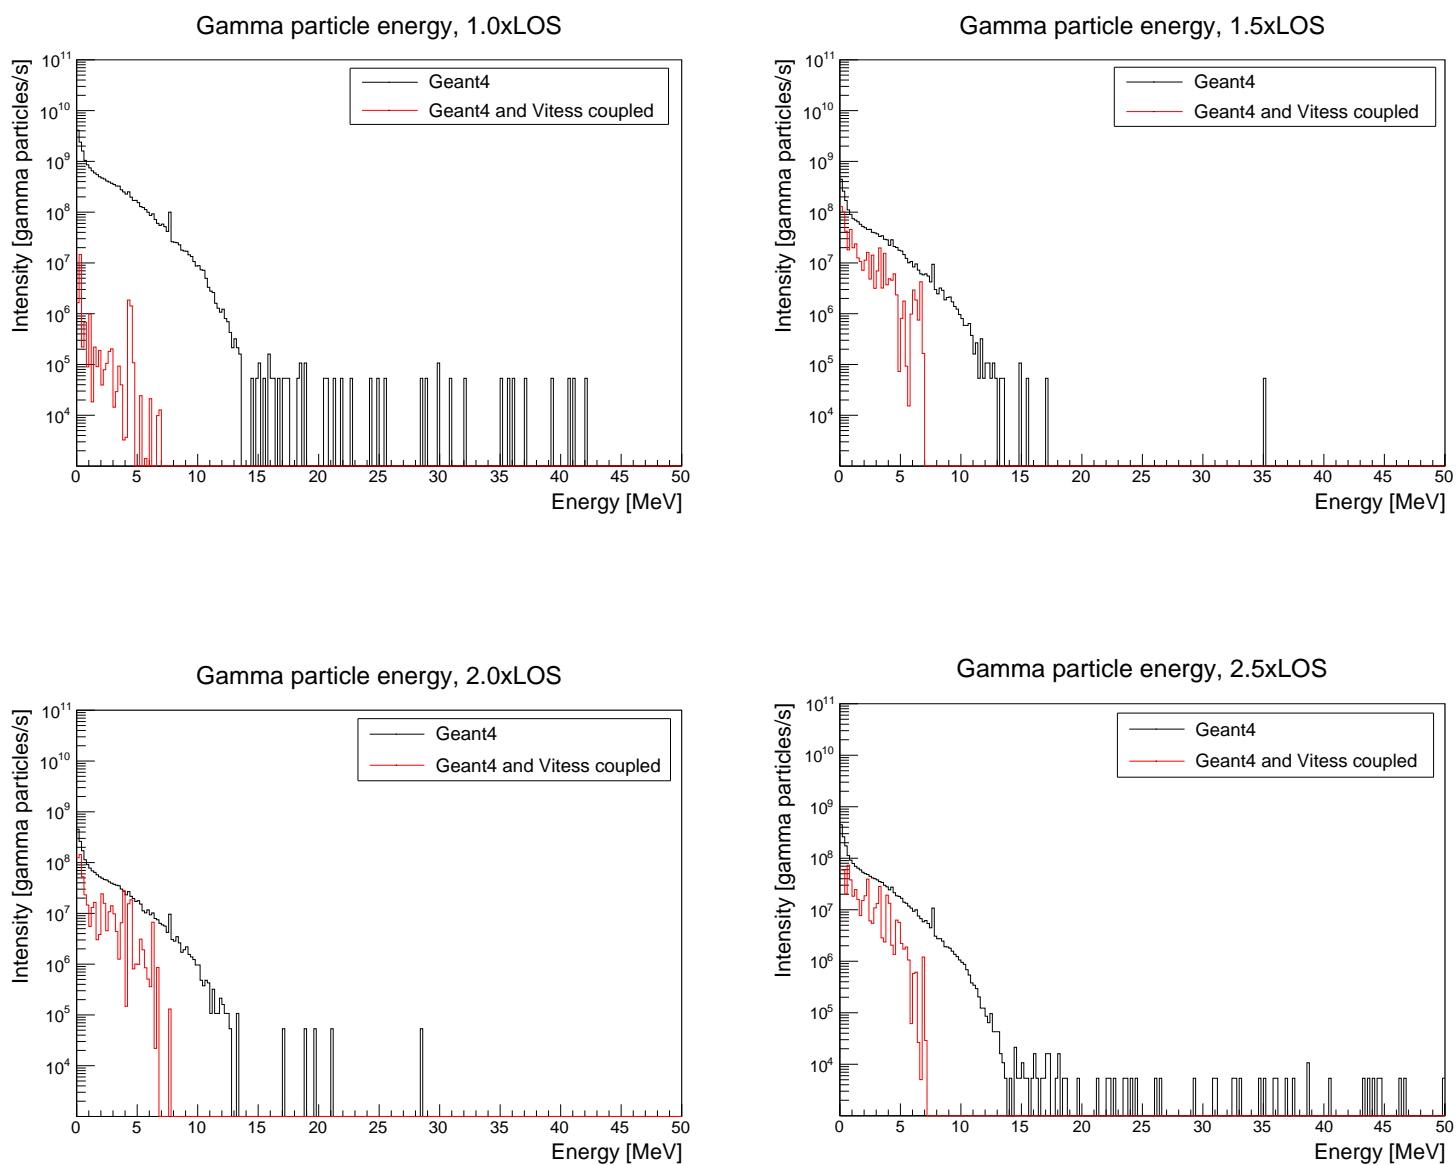 Gamma particle energy, 1.0xLOS
Intensity [gamma particles/s]
10^11
10^10
10^9
10^8
10^7
10^6
10^5
10^4
Geant4
Geant4 and Vitess coupled
0 5 10 15 20 25 30 35 40 45 50
Energy [MeV]
Gamma particle energy, 1.5xLOS
Intensity [gamma particles/s]
10^11
10^10
10^9
10^8
10^7
10^6
10^5
10^4
Geant4
Geant4 and Vitess coupled
0 5 10 15 20 25 30 35 40 45 50
Energy [MeV]
Gamma particle energy, 2.0xLOS
Intensity [gamma particles/s]
10^11
10^10
10^9
10^8
10^7
10^6
10^5
10^4
Geant4
Geant4 and Vitess coupled
0 5 10 15 20 25 30 35 40 45 50
Energy [MeV]
Gamma particle energy, 2.5xLOS
Intensity [gamma particles/s]
10^11
10^10
10^9
10^8
10^7
10^6
10^5
10^4
Geant4
Geant4 and Vitess coupled
0 5 10 15 20 25 30 35 40 45 50
Energy [MeV]